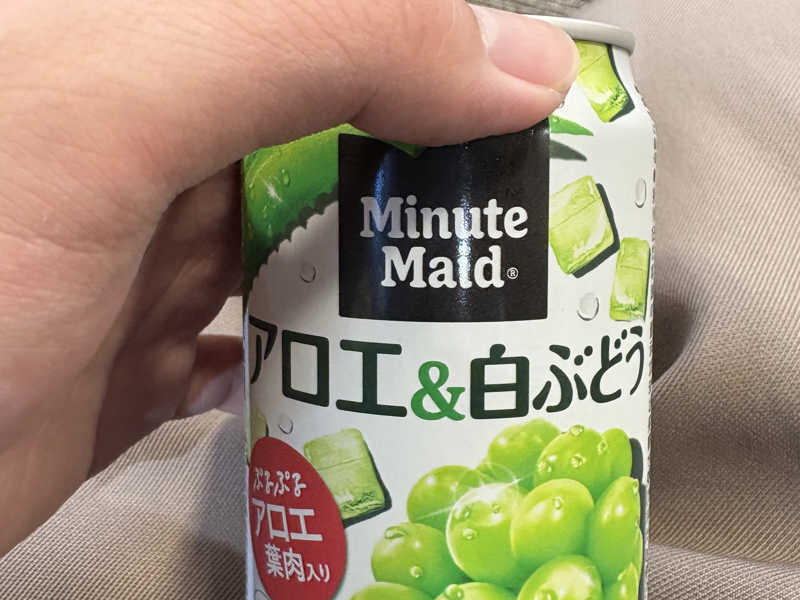 Minute
Maid®
アロエ&白ぶどう
ぷるぷる
アロエ
葉肉入り